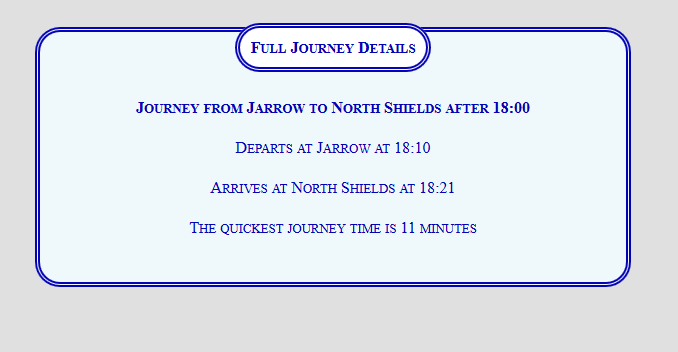 Full Journey Details
Journey from Jarrow to North Shields after 18:00
Departs at Jarrow at 18:10
Arrives at North Shields at 18:21
The quickest journey time is 11 minutes